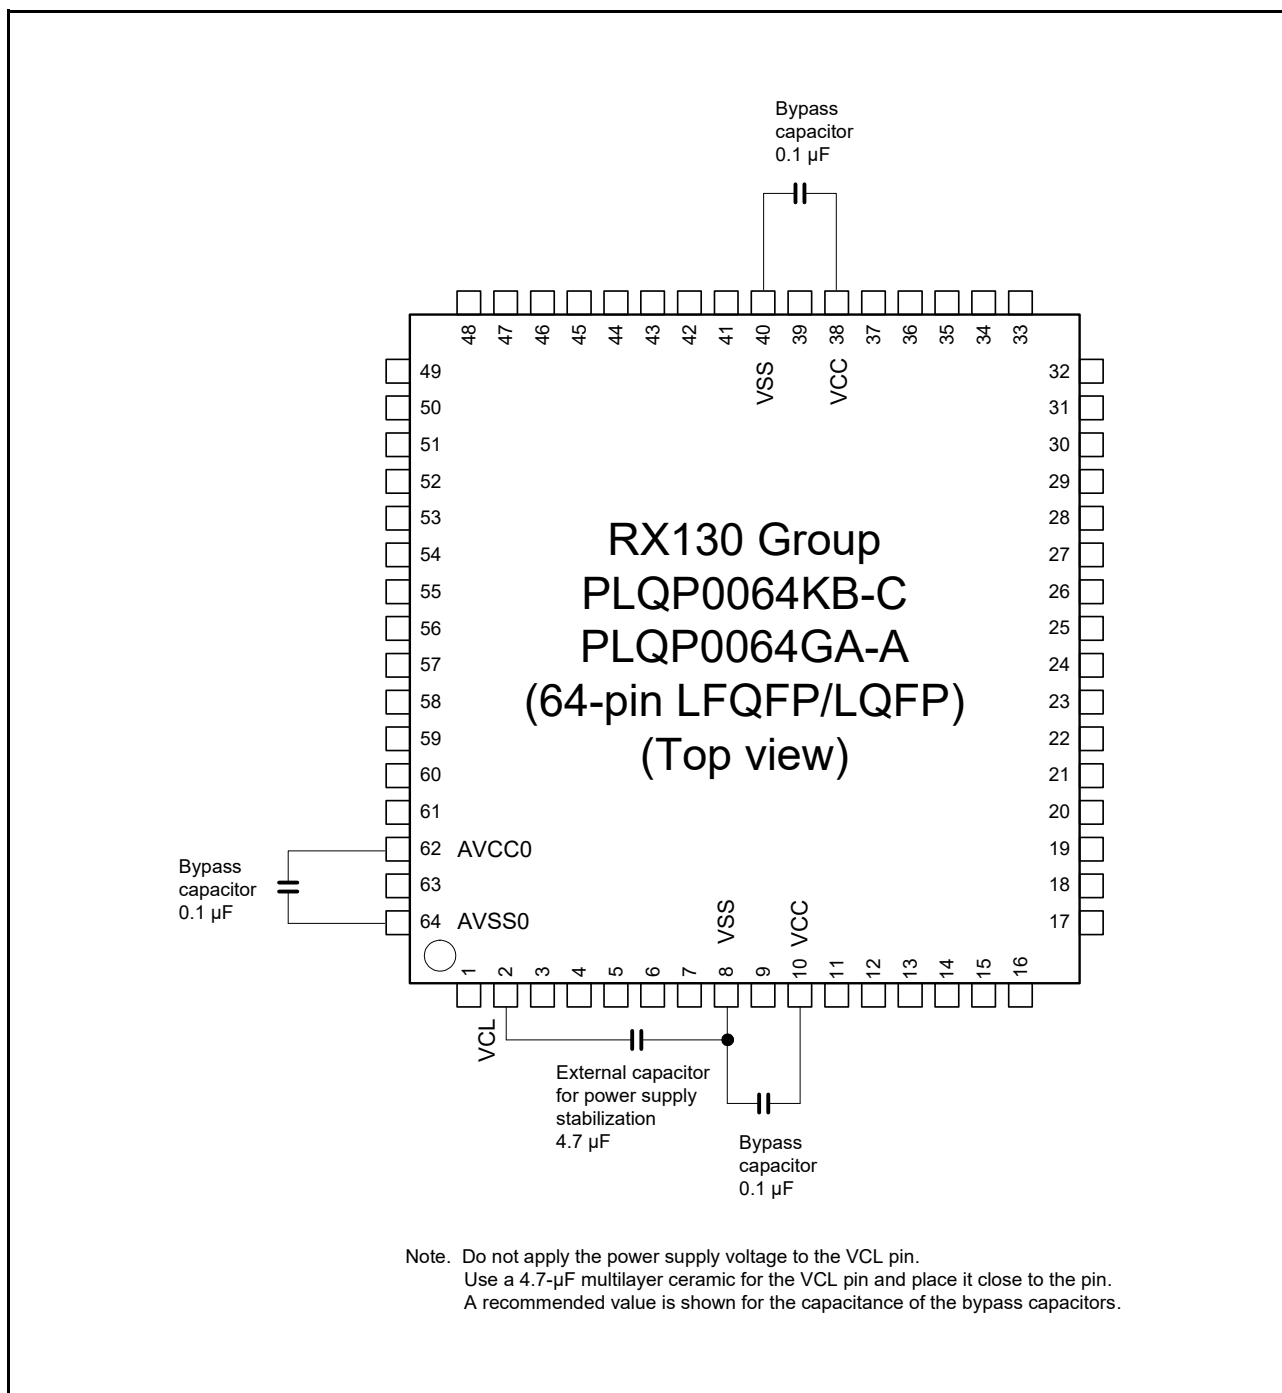 Bypass
capacitor
0.1 µF
48 47 46 45 44 43 42 41 40 39 38 37 36 35 34 33
VSS VCC
49 32
50 31
51 30
52 29
53 28
54 27
55 26
56 25
57 24
58 23
59 22
60 21
61 20
62 AVCC0 19
63 18
64 AVSS0 17
RX130 Group
PLQP0064KB-C
PLQP0064GA-A
(64-pin LFQFP/LQFP)
(Top view)
Bypass
capacitor
0.1 µF
VSS VCC
1 2 3 4 5 6 7 8 9 10 11 12 13 14 15 16
VCL
External capacitor
for power supply
stabilization
4.7 µF
Bypass
capacitor
0.1 µF
Note. Do not apply the power supply voltage to the VCL pin.
Use a 4.7-µF multilayer ceramic for the VCL pin and place it close to the pin.
A recommended value is shown for the capacitance of the bypass capacitors.